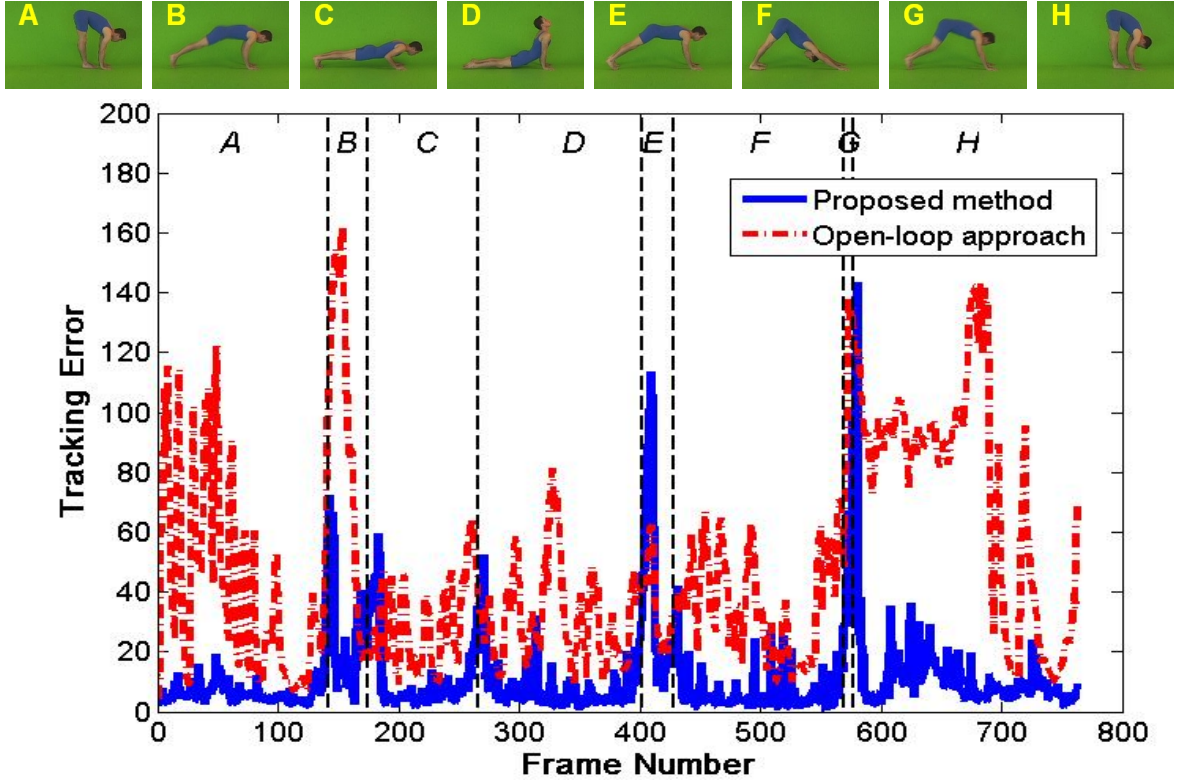 A B C D E F G H
200
180
160
140
120
100
80
60
40
20
0
Tracking Error
A B C D E F G H
Proposed method
Open-loop approach
0 100 200 300 400 500 600 700 800
Frame Number